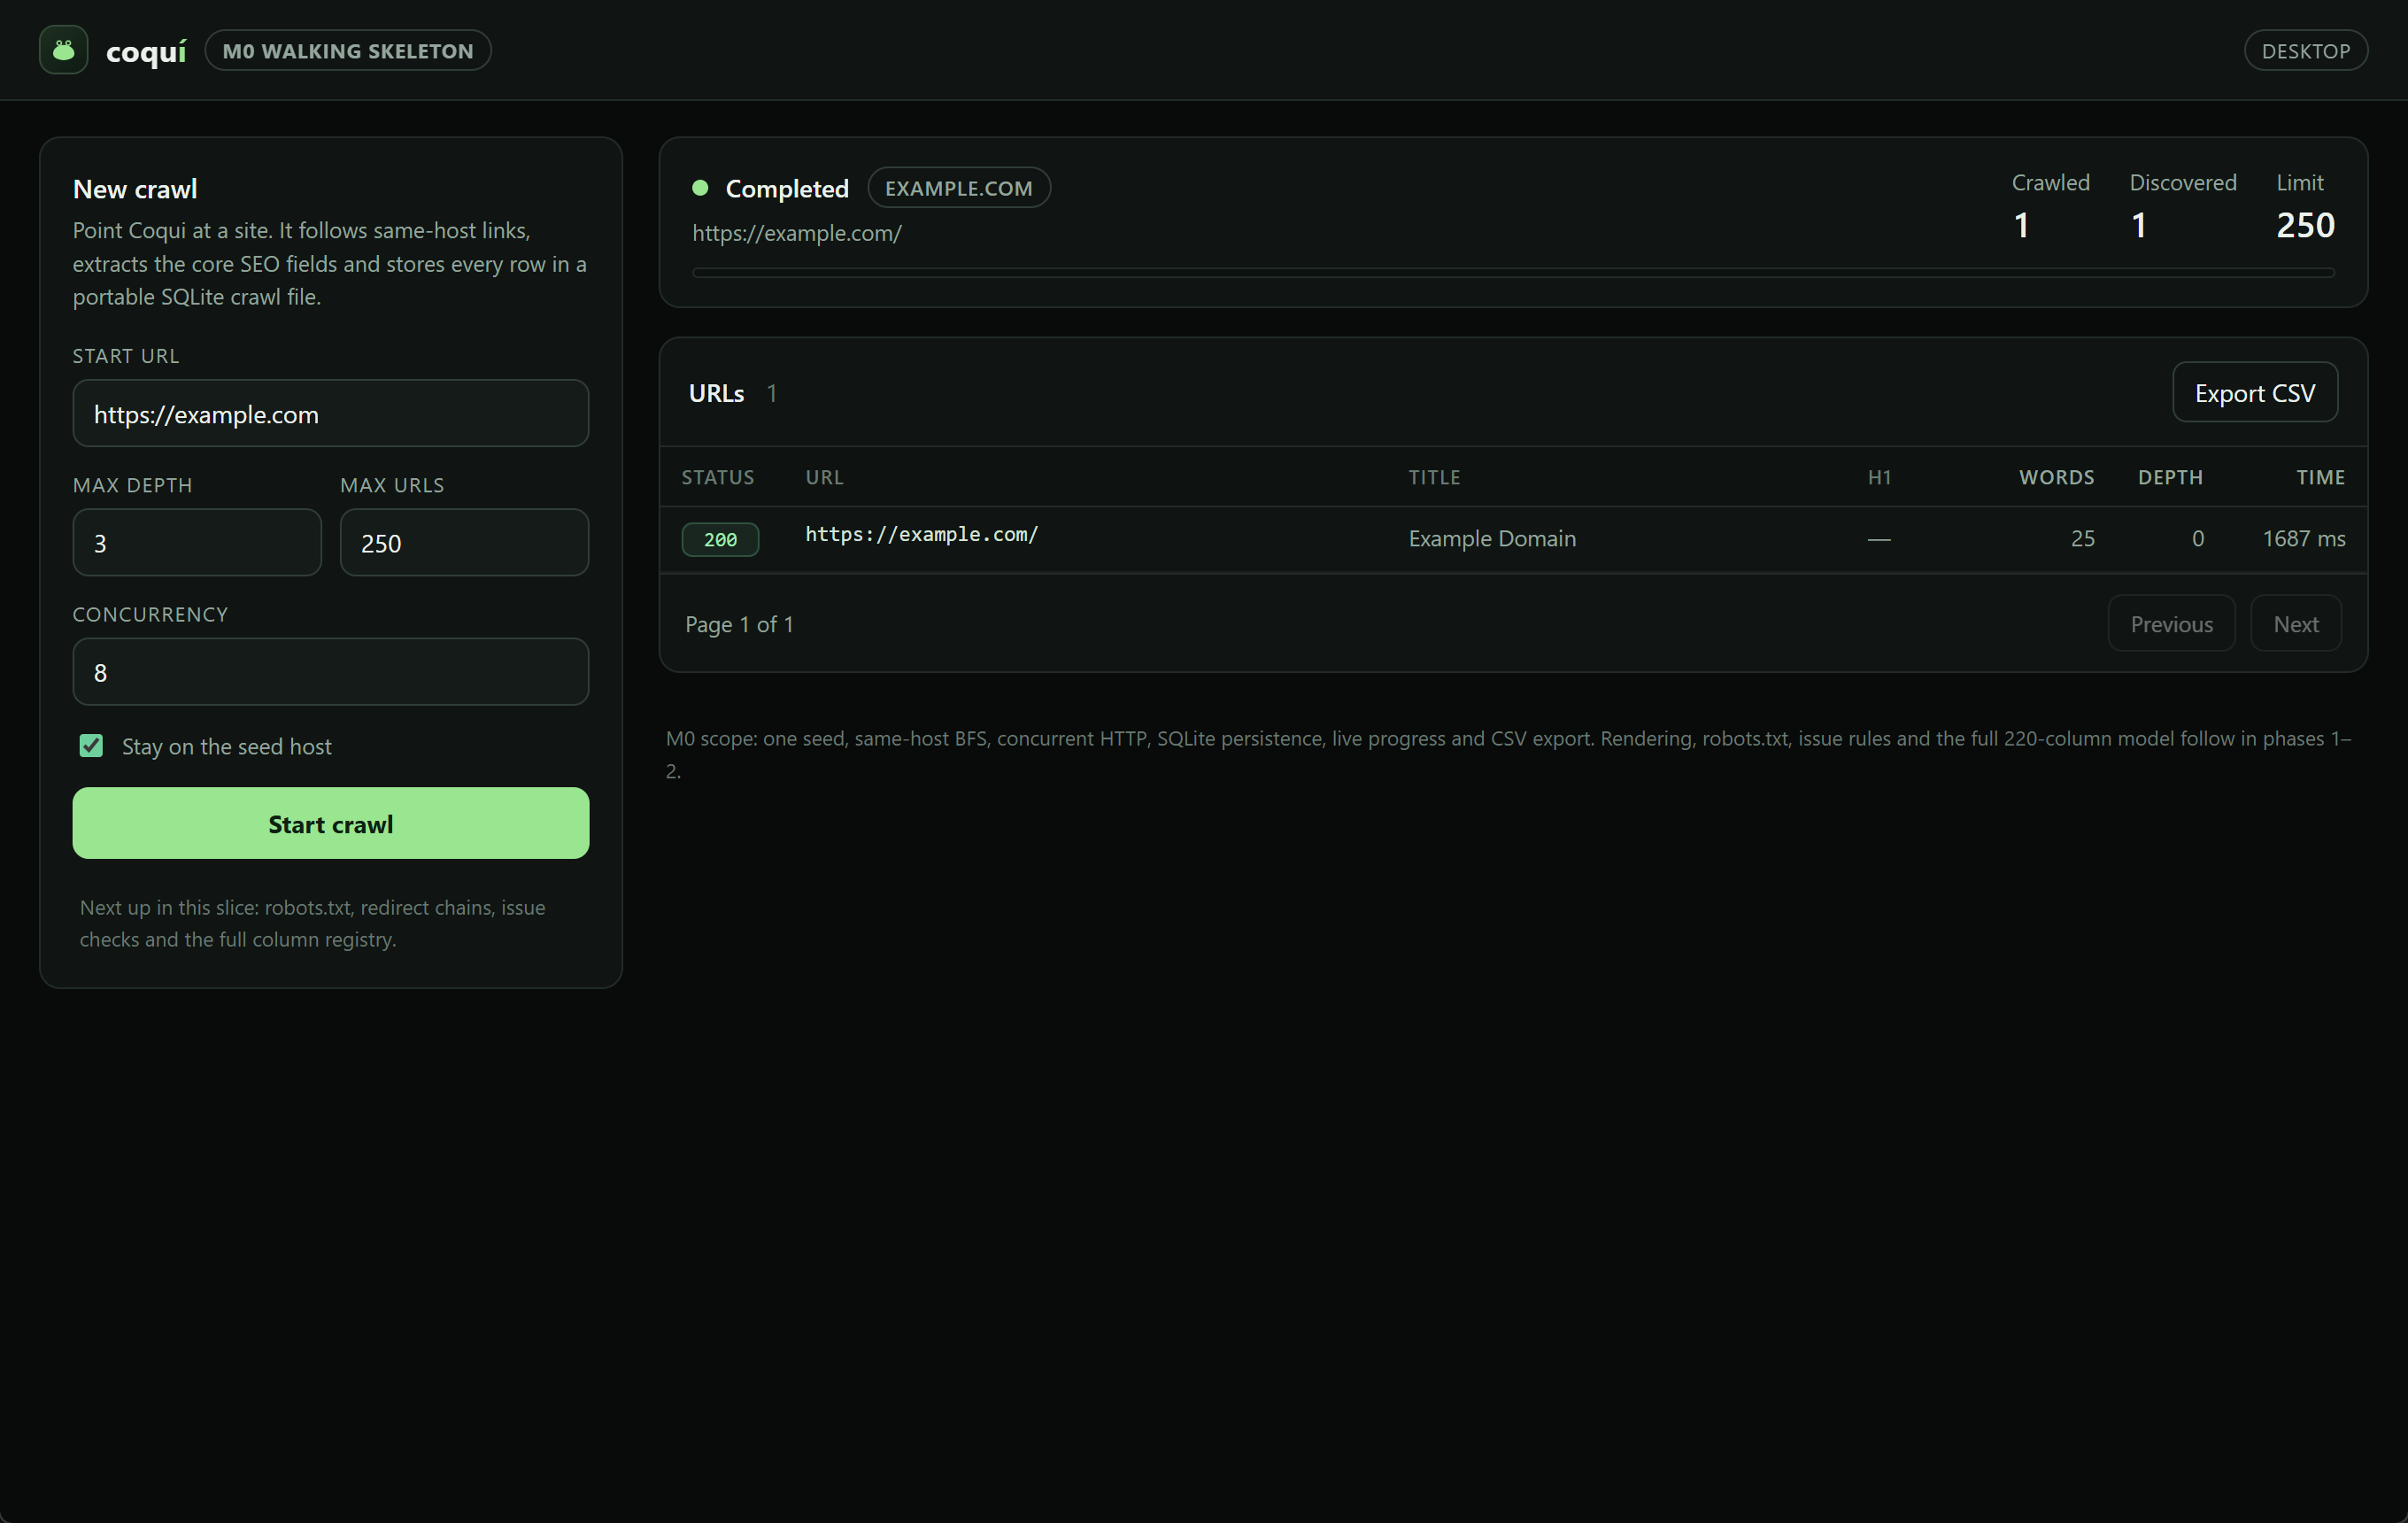 coquí
M0 WALKING SKELETON
DESKTOP
New crawl
Point Coqui at a site. It follows same-host links,
extracts the core SEO fields and stores every row in a
portable SQLite crawl file.
START URL
https://example.com
MAX DEPTH MAX URLS
3 250
CONCURRENCY
8
Stay on the seed host
Start crawl
Next up in this slice: robots.txt, redirect chains, issue
checks and the full column registry.
Completed EXAMPLE.COM
https://example.com/
Crawled Discovered Limit
1 1 250
URLs 1
Export CSV
STATUS URL TITLE H1 WORDS DEPTH TIME
200 https://example.com/ Example Domain — 25 0 1687 ms
Page 1 of 1
Previous Next
M0 scope: one seed, same-host BFS, concurrent HTTP, SQLite persistence, live progress and CSV export. Rendering, robots.txt, issue rules and the full 220-column model follow in phases 1–
2.